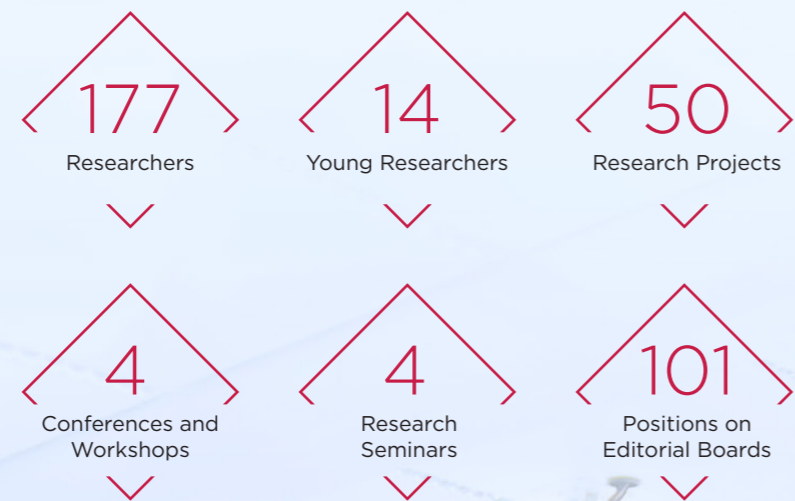 177
Researchers
14
Young Researchers
50
Research Projects
4
Conferences and
Workshops
4
Research
Seminars
101
Positions on
Editorial Boards